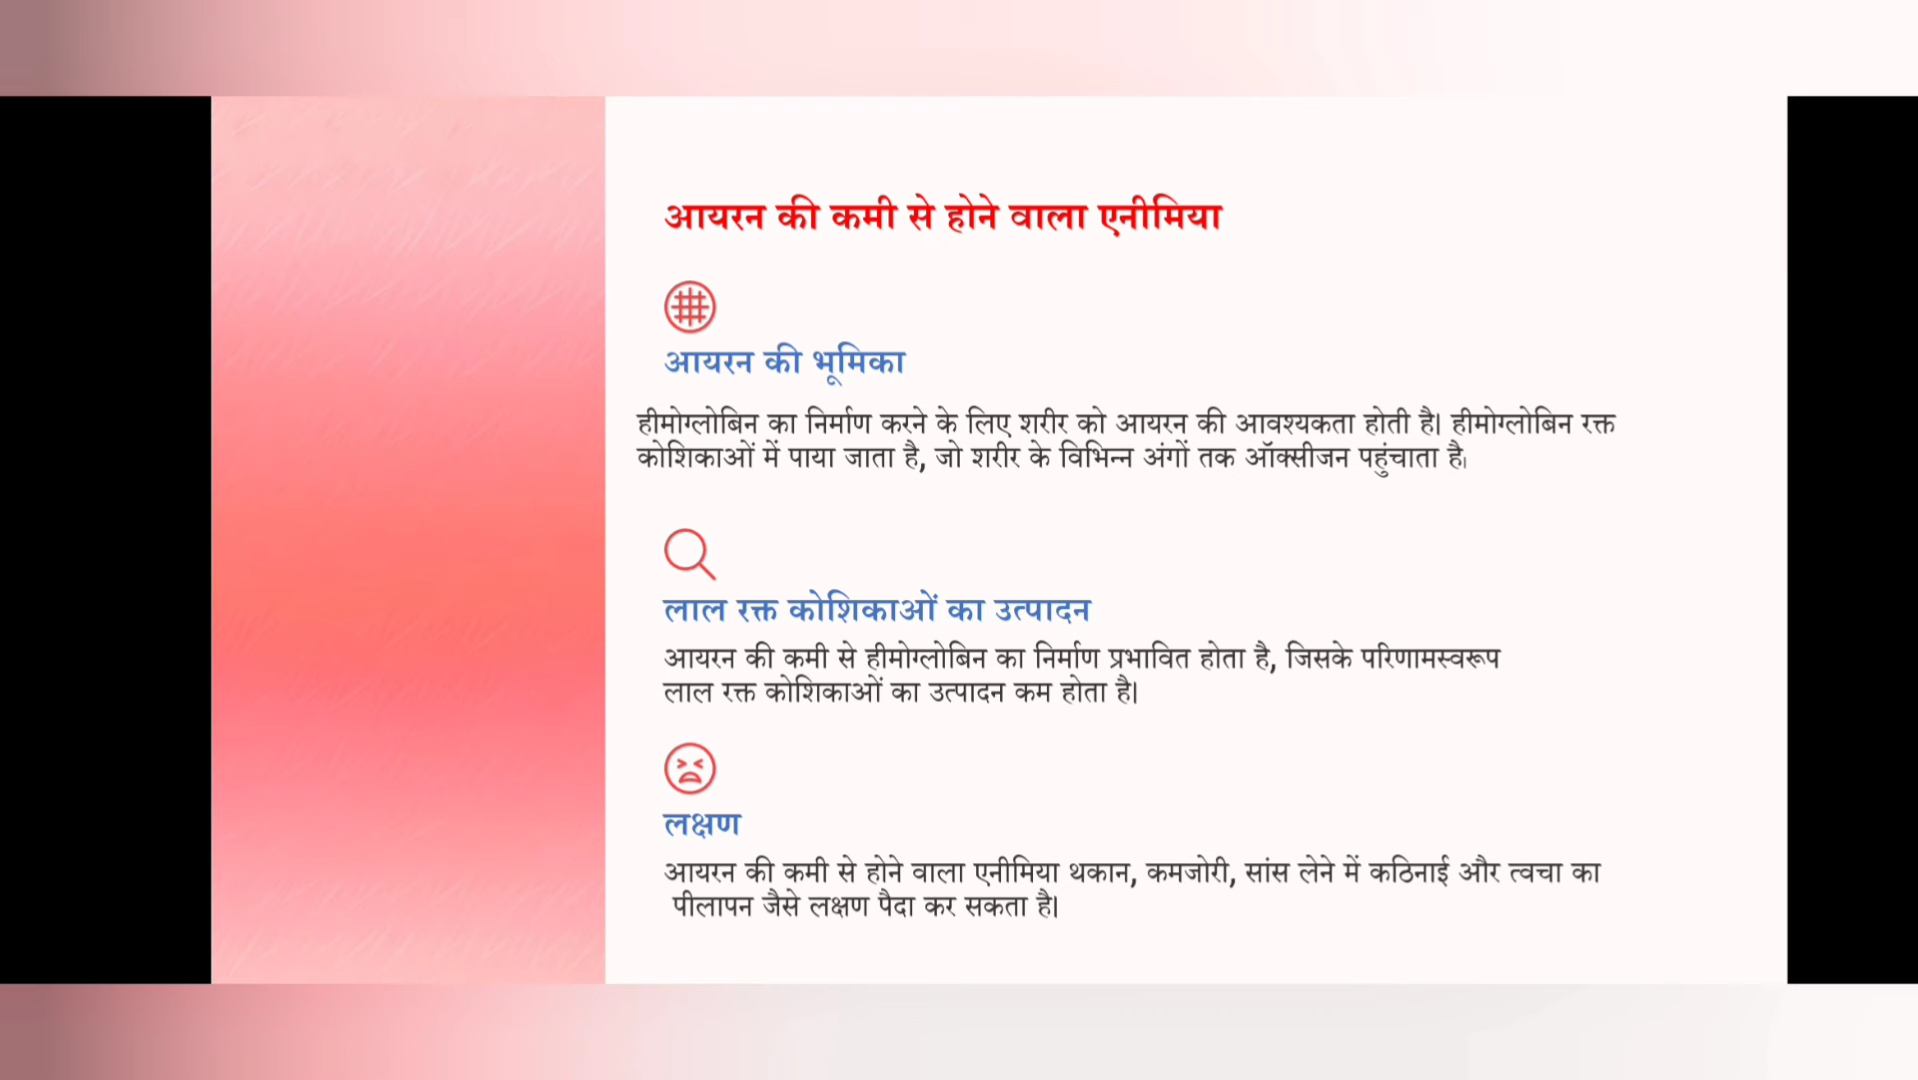 आयरन की कमी से होने वाला एनीमिया
आयरन की भूमिका
हीमोग्लोबिन का निर्माण करने के लिए शरीर को आयरन की आवश्यकता होती है। हीमोग्लोबिन रक्त
कोशिकाओं में पाया जाता है, जो शरीर के विभिन्न अंगों तक ऑक्सीजन पहुंचाता है।
लाल रक्त कोशिकाओं का उत्पादन
आयरन की कमी से हीमोग्लोबिन का निर्माण प्रभावित होता है, जिसके परिणामस्वरूप
लाल रक्त कोशिकाओं का उत्पादन कम होता है।
लक्षण
आयरन की कमी से होने वाला एनीमिया थकान, कमजोरी, सांस लेने में कठिनाई और त्वचा का
पीलापन जैसे लक्षण पैदा कर सकता है।